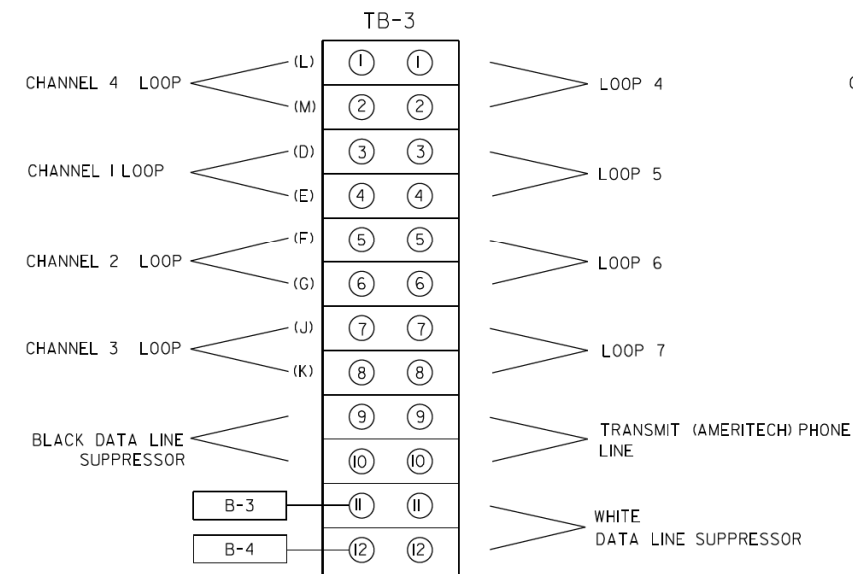 TB-3
CHANNEL 4 LOOP
(L)
1 1
LOOP 4
(M)
2 2
CHANNEL 1 LOOP
(D)
3 3
LOOP 5
(E)
4 4
CHANNEL 2 LOOP
(F)
5 5
LOOP 6
(G)
6 6
CHANNEL 3 LOOP
(J)
7 7
LOOP 7
(K)
8 8
BLACK DATA LINE
SUPPRESSOR
9 9
10 10
TRANSMIT (AMERITECH) PHONE
LINE
B-3
11 11
WHITE
DATA LINE SUPPRESSOR
B-4
12 12